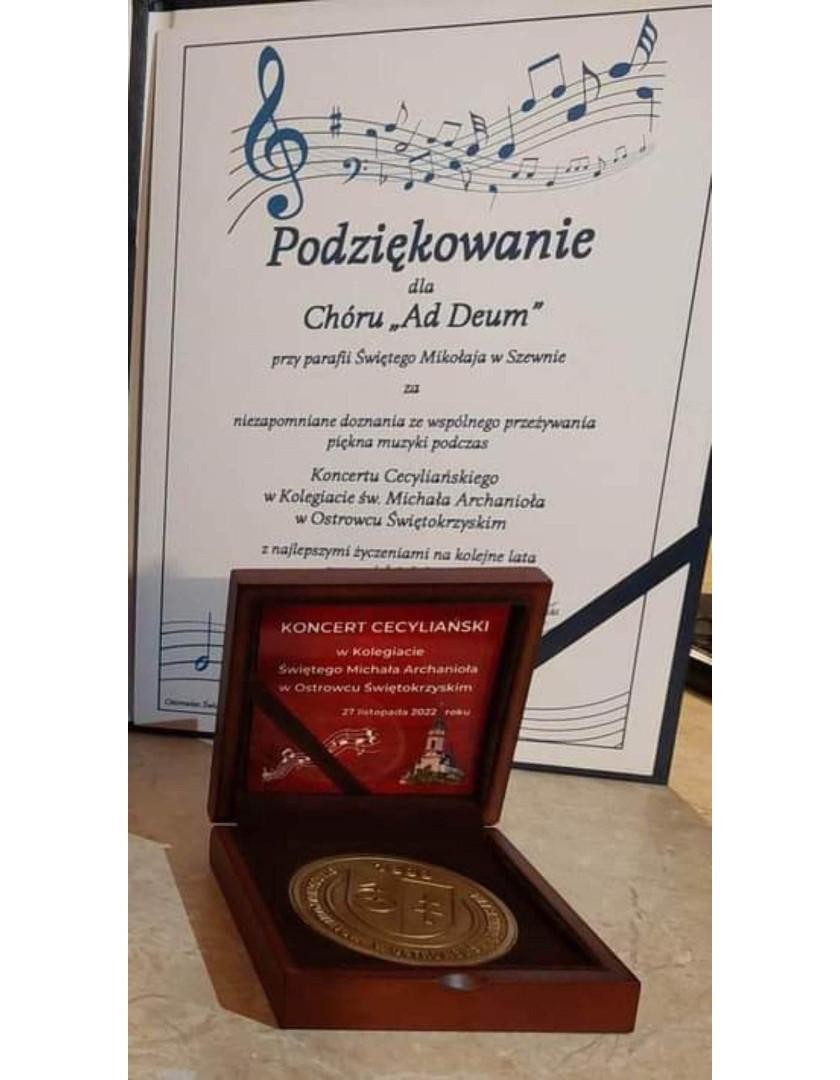 Podziękowanie
dla
Chóru „Ad Deum”
przy parafii Świętego Mikołaja w Szewnie
za
niezapomniane doznania ze wspólnego przeżywania
piękna muzyki podczas
Koncertu Cecyliańskiego
w Kolegiacie św. Michała Archanioła
w Ostrowcu Świętokrzyskim
z najlepszymi życzeniami na kolejne lata
KONCERT CECYLIAŃSKI
w Kolegiacie
Świętego Michała Archanioła
w Ostrowcu Świętokrzyskim
27 listopada 2022 roku